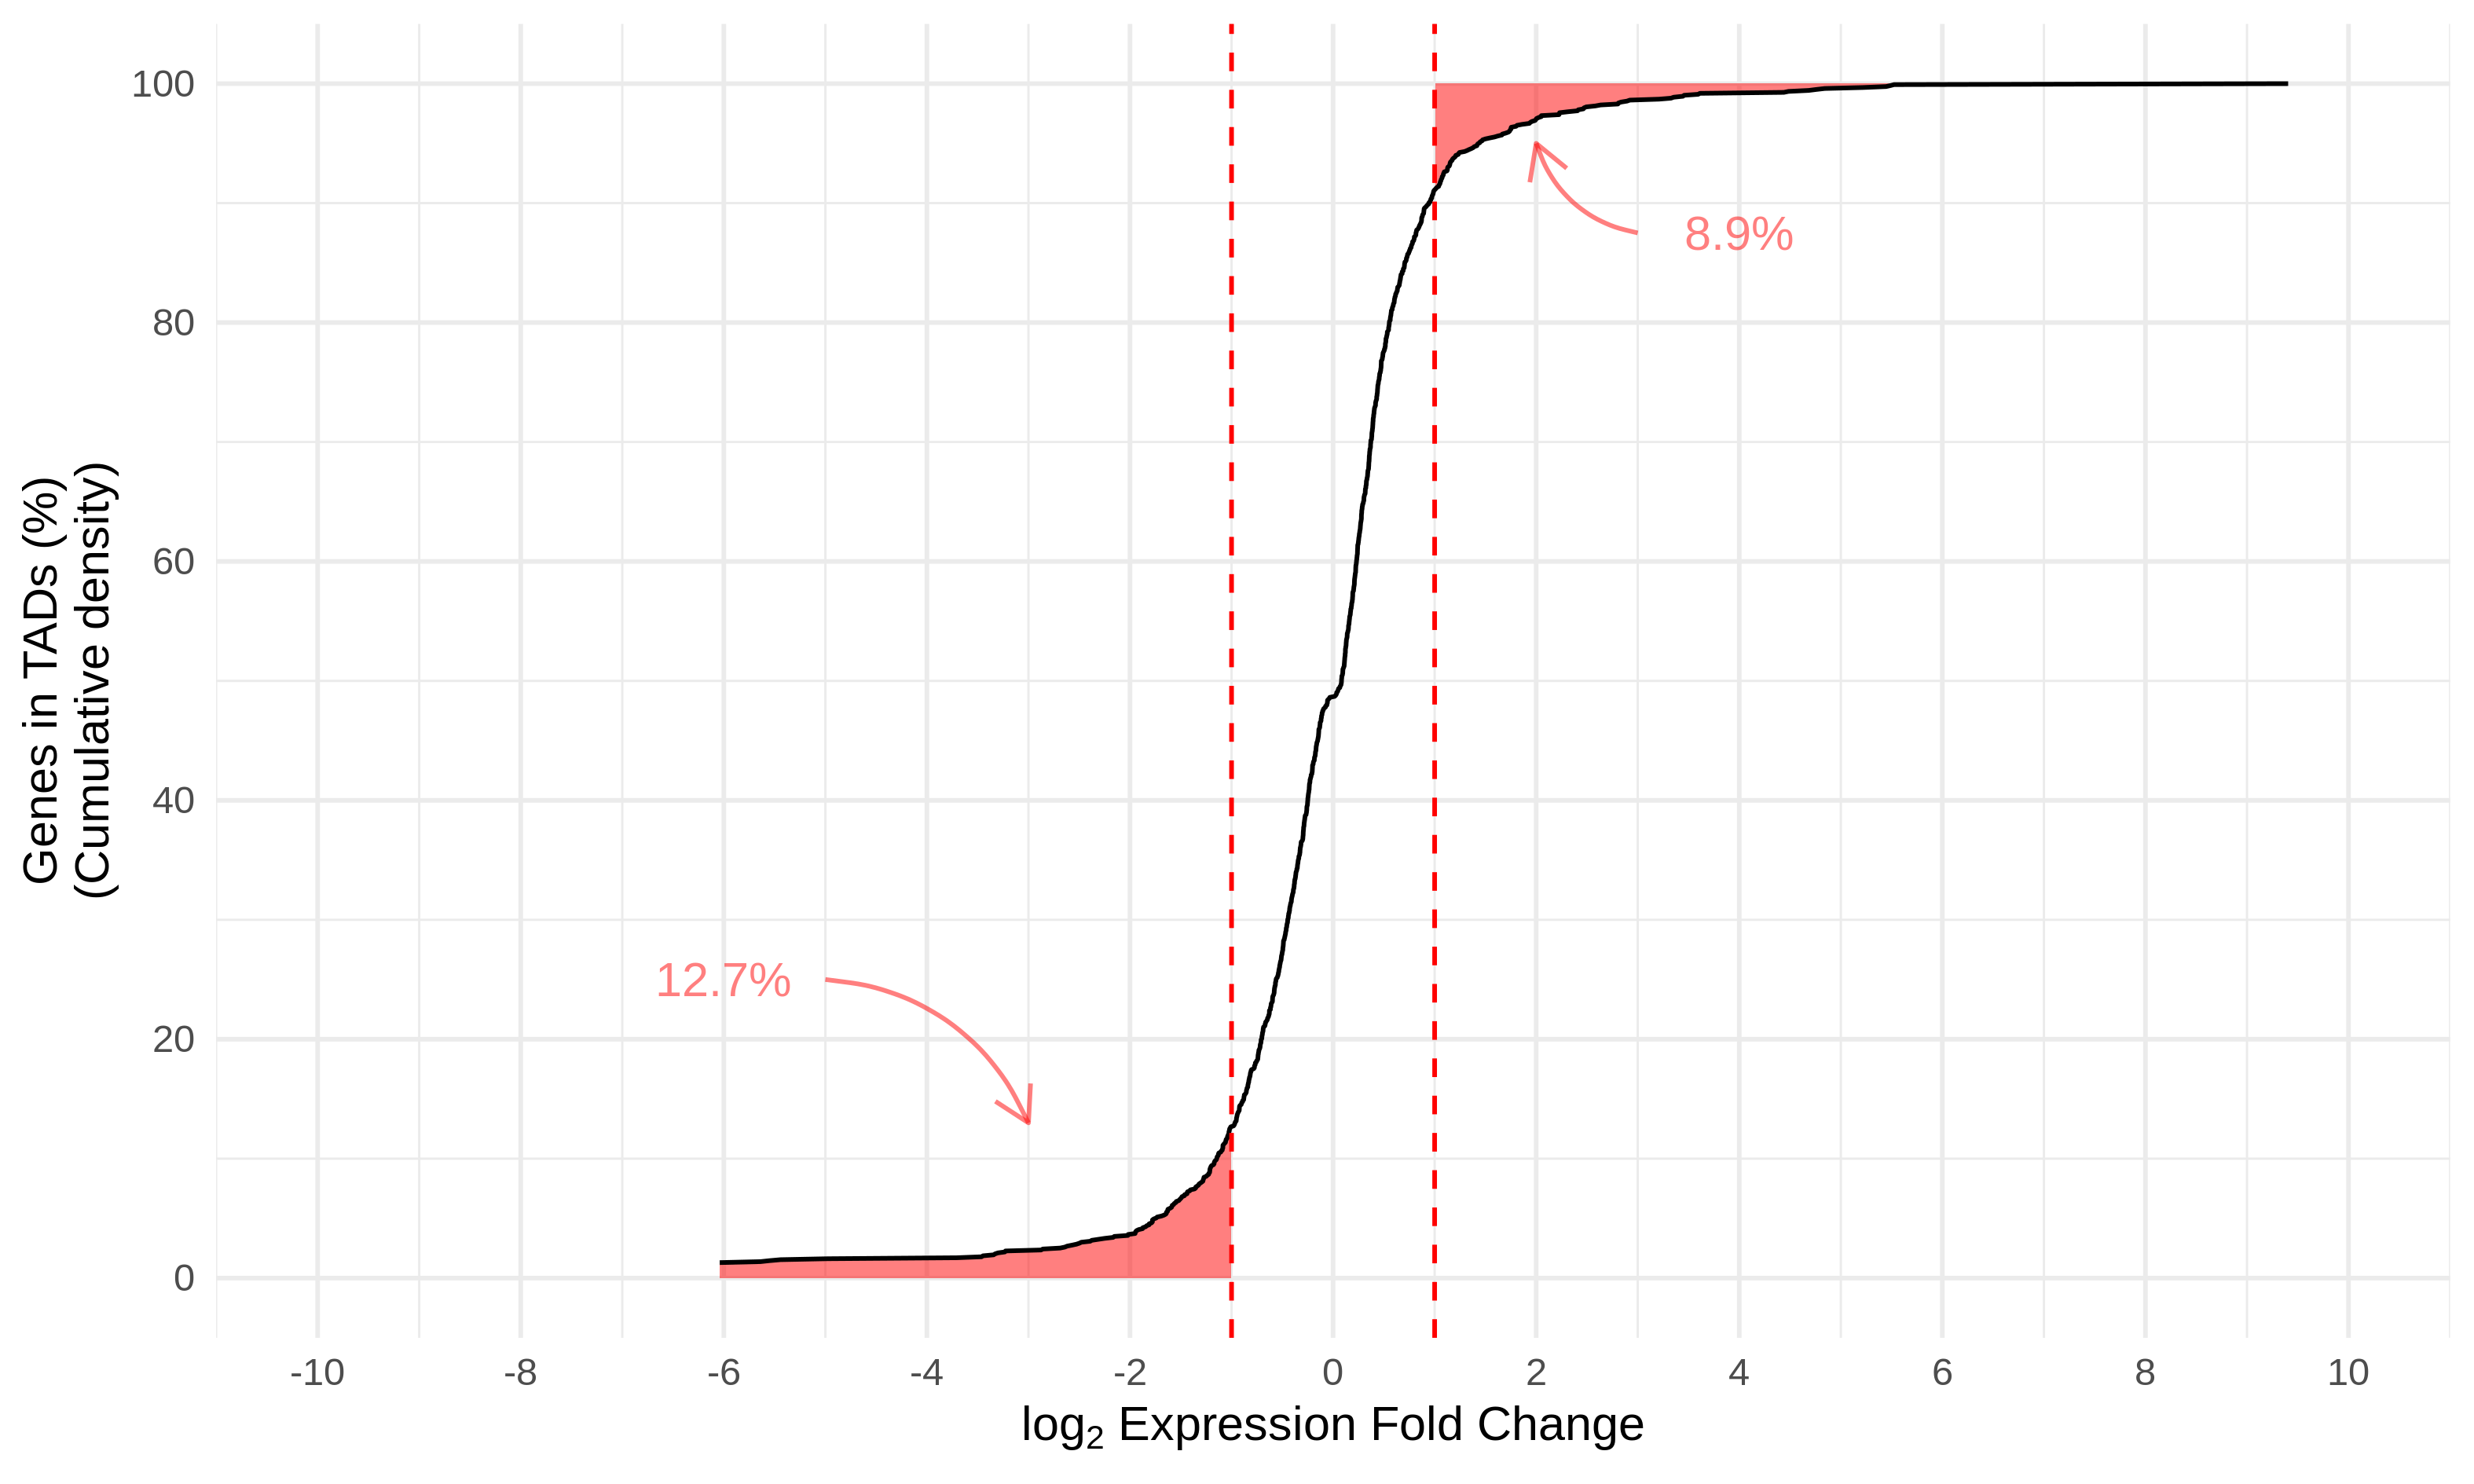 Genes in TADs (%)
(Cumulative density)
100
80
60
40
20
0
8.9%
12.7%
-10 -8 -6 -4 -2 0 2 4 6 8 10
log₂ Expression Fold Change